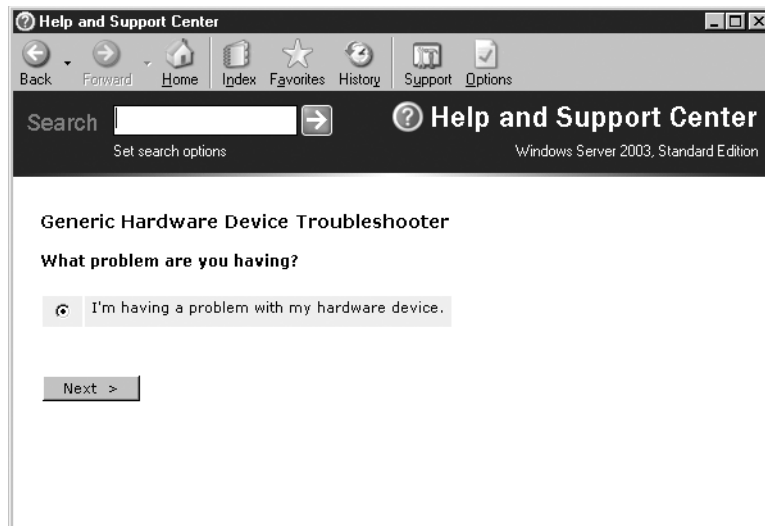 Help and Support Center
Back Forward Home Index Favorites History Support Options
Search
Help and Support Center
Set search options
Windows Server 2003, Standard Edition
Generic Hardware Device Troubleshooter
What problem are you having?
I'm having a problem with my hardware device.
Next >